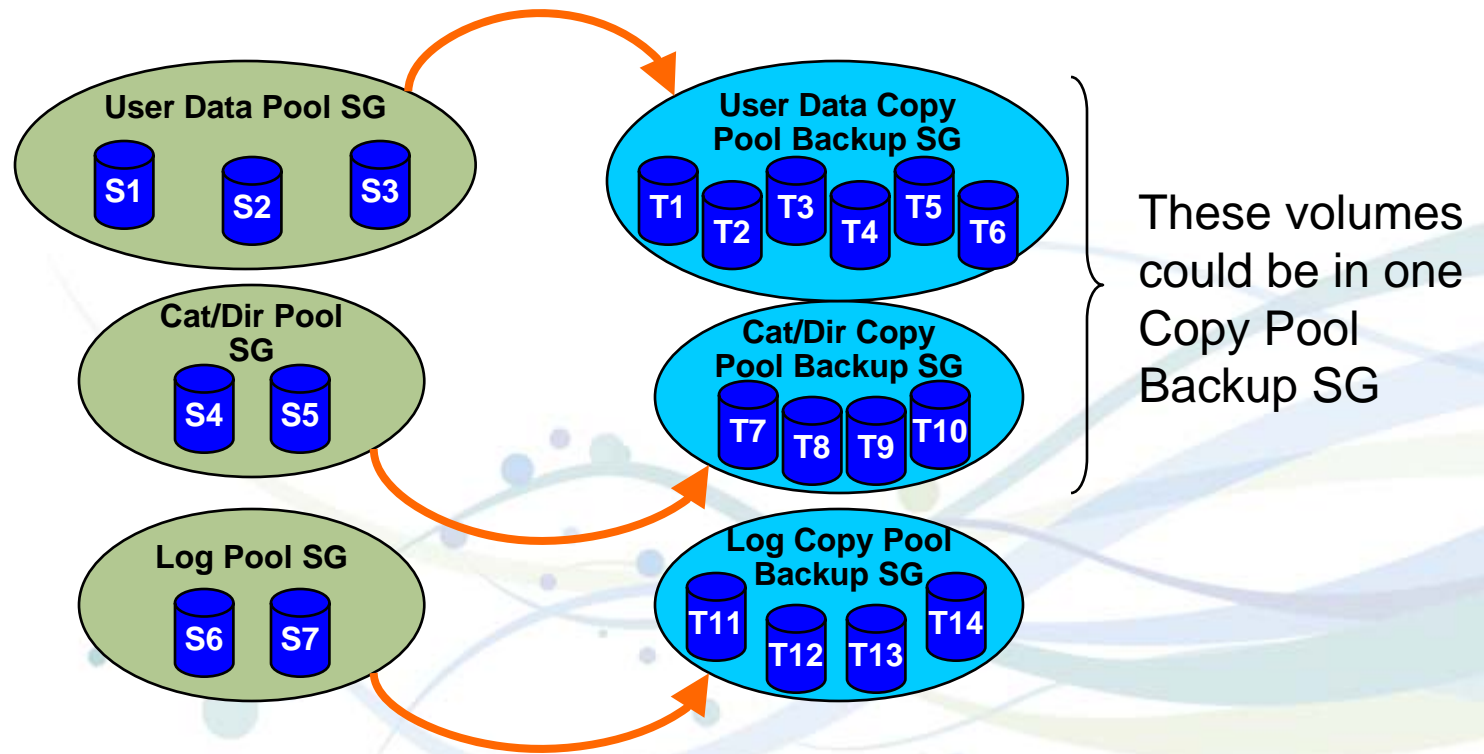 User Data Pool SG
S1
S2
S3
User Data Copy
Pool Backup SG
T1
T2
T3
T4
T5
T6
Cat/Dir Pool
SG
S4
S5
Cat/Dir Copy
Pool Backup SG
T7
T8
T9
T10
Log Pool SG
S6
S7
Log Copy Pool
Backup SG
T11
T12
T13
T14
These volumes
could be in one
Copy Pool
Backup SG